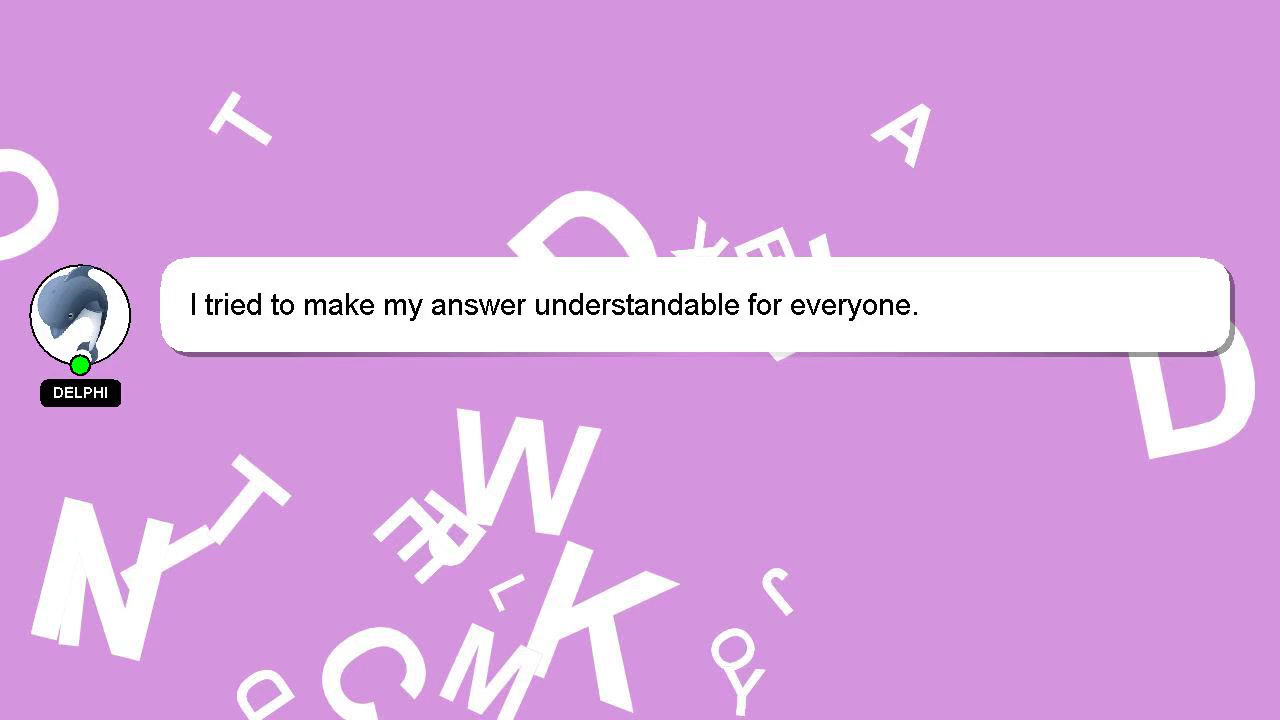 I tried to make my answer understandable for everyone.
DELPHI
T
A
D
W
N
T
K
L
J
C
M
D
O
Y
D